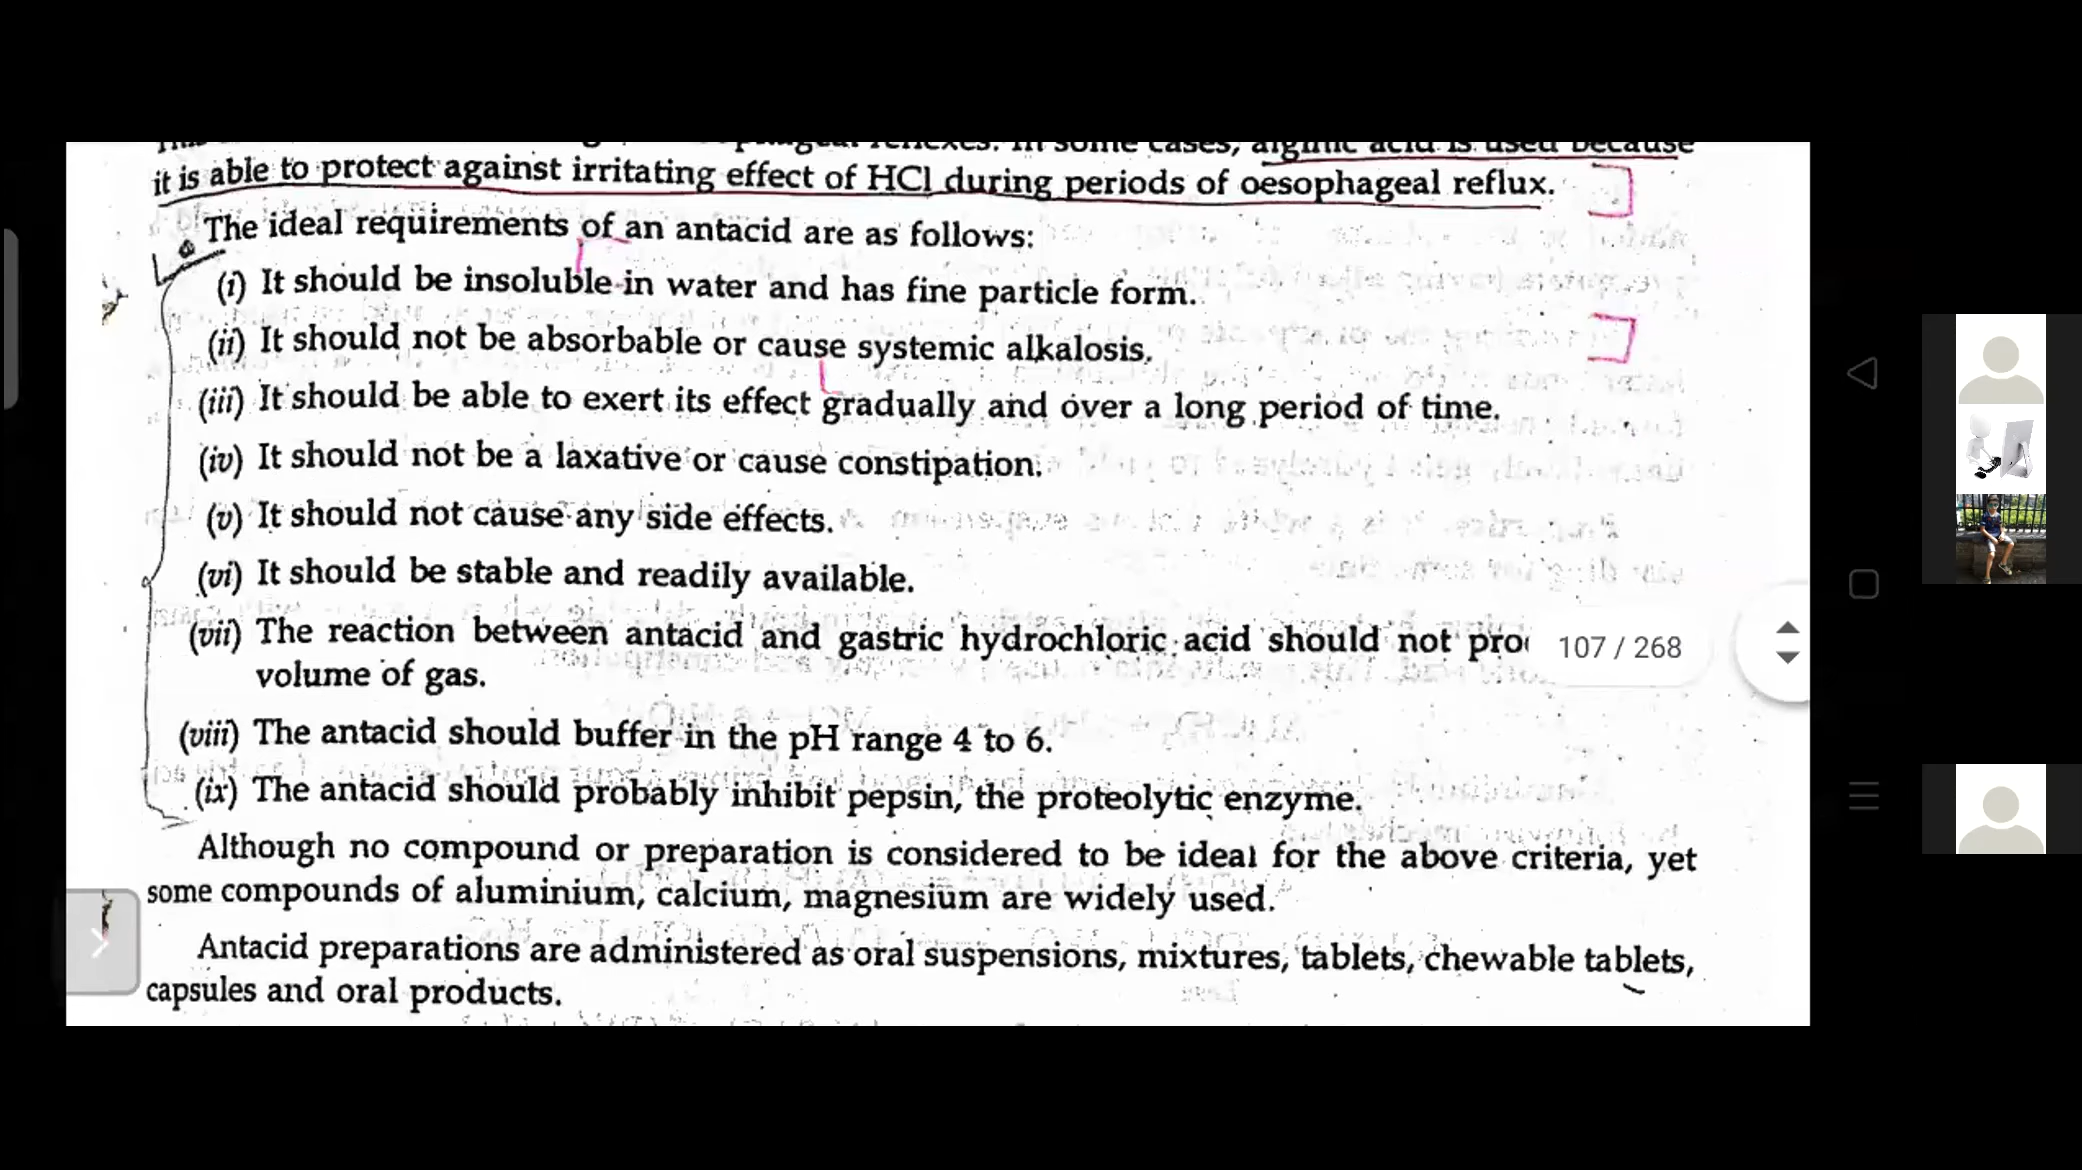 in some cases, alginic acid is used because
it is able to protect against irritating effect of HCl during periods of oesophageal reflux.
The ideal requirements of an antacid are as follows:
(i) It should be insoluble in water and has fine particle form.
(ii) It should not be absorbable or cause systemic alkalosis.
(iii) It should be able to exert its effect gradually and over a long period of time.
(iv) It should not be a laxative or cause constipation.
(v) It should not cause any side effects.
(vi) It should be stable and readily available.
(vii) The reaction between antacid and gastric hydrochloric acid should not
107 / 268
volume of gas.
(viii) The antacid should buffer in the pH range 4 to 6.
(ix) The antacid should probably inhibit pepsin, the proteolytic enzyme.
Although no compound or preparation is considered to be ideal for the above criteria, yet
some compounds of aluminium, calcium, magnesium are widely used.
Antacid preparations are administered as oral suspensions, mixtures, tablets, chewable tablets,
capsules and oral products.